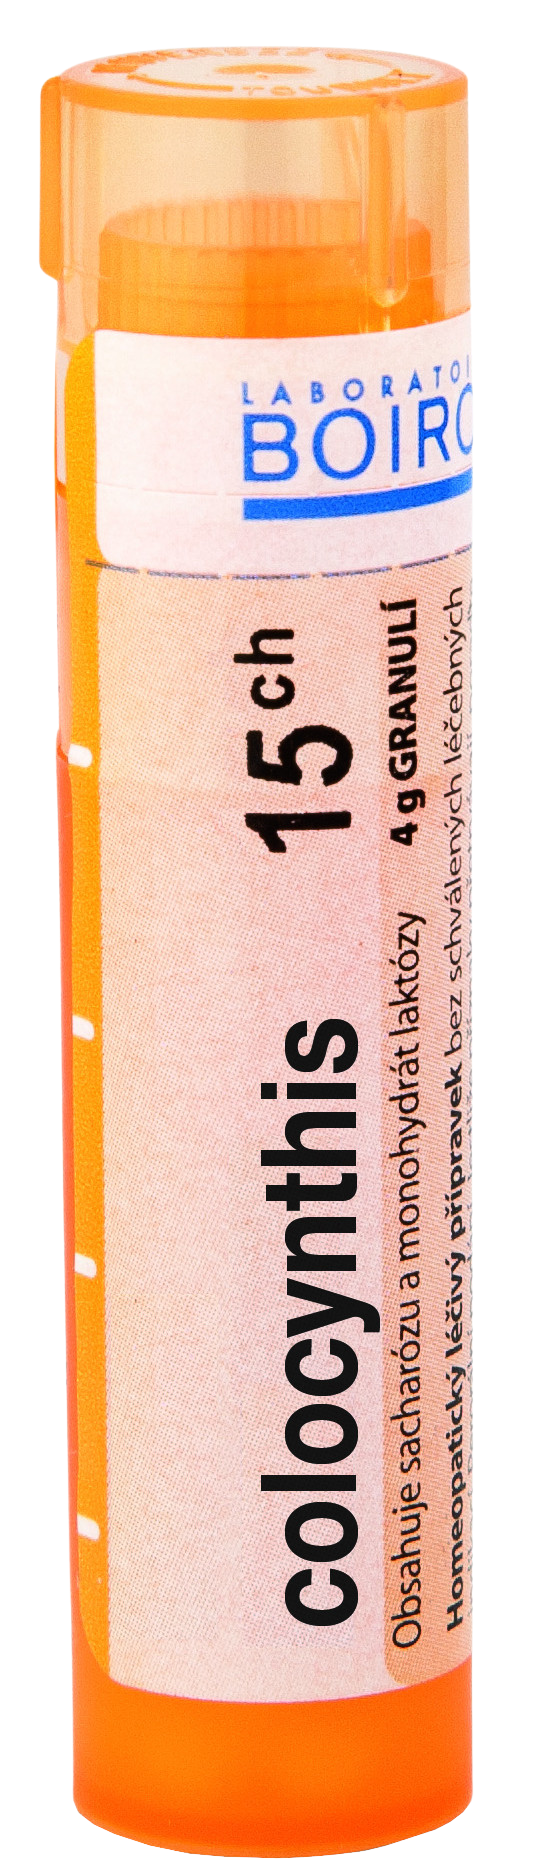 LABORATOI
BOIRO
colocynthis 15 ch
Obsahuje sacharózu a monohydrát laktózy 4 g GRANULÍ
Homeopatický léčivý přípravek bez schválených léčebných